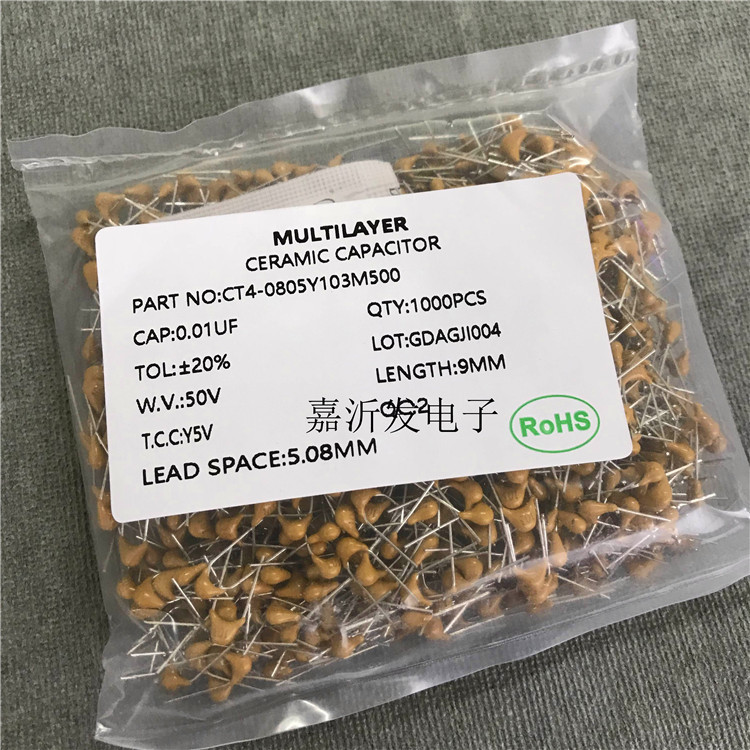 MULTILAYER
CERAMIC CAPACITOR
PART NO:CT4-0805Y103M500
CAP:0.01UF
QTY:1000PCS
TOL:±20%
LOT:GDAGJI004
W.V.:50V
LENGTH:9MM
T.C.C:Y5V
QC2
嘉沂发电子
LEAD SPACE:5.08MM
RoHS